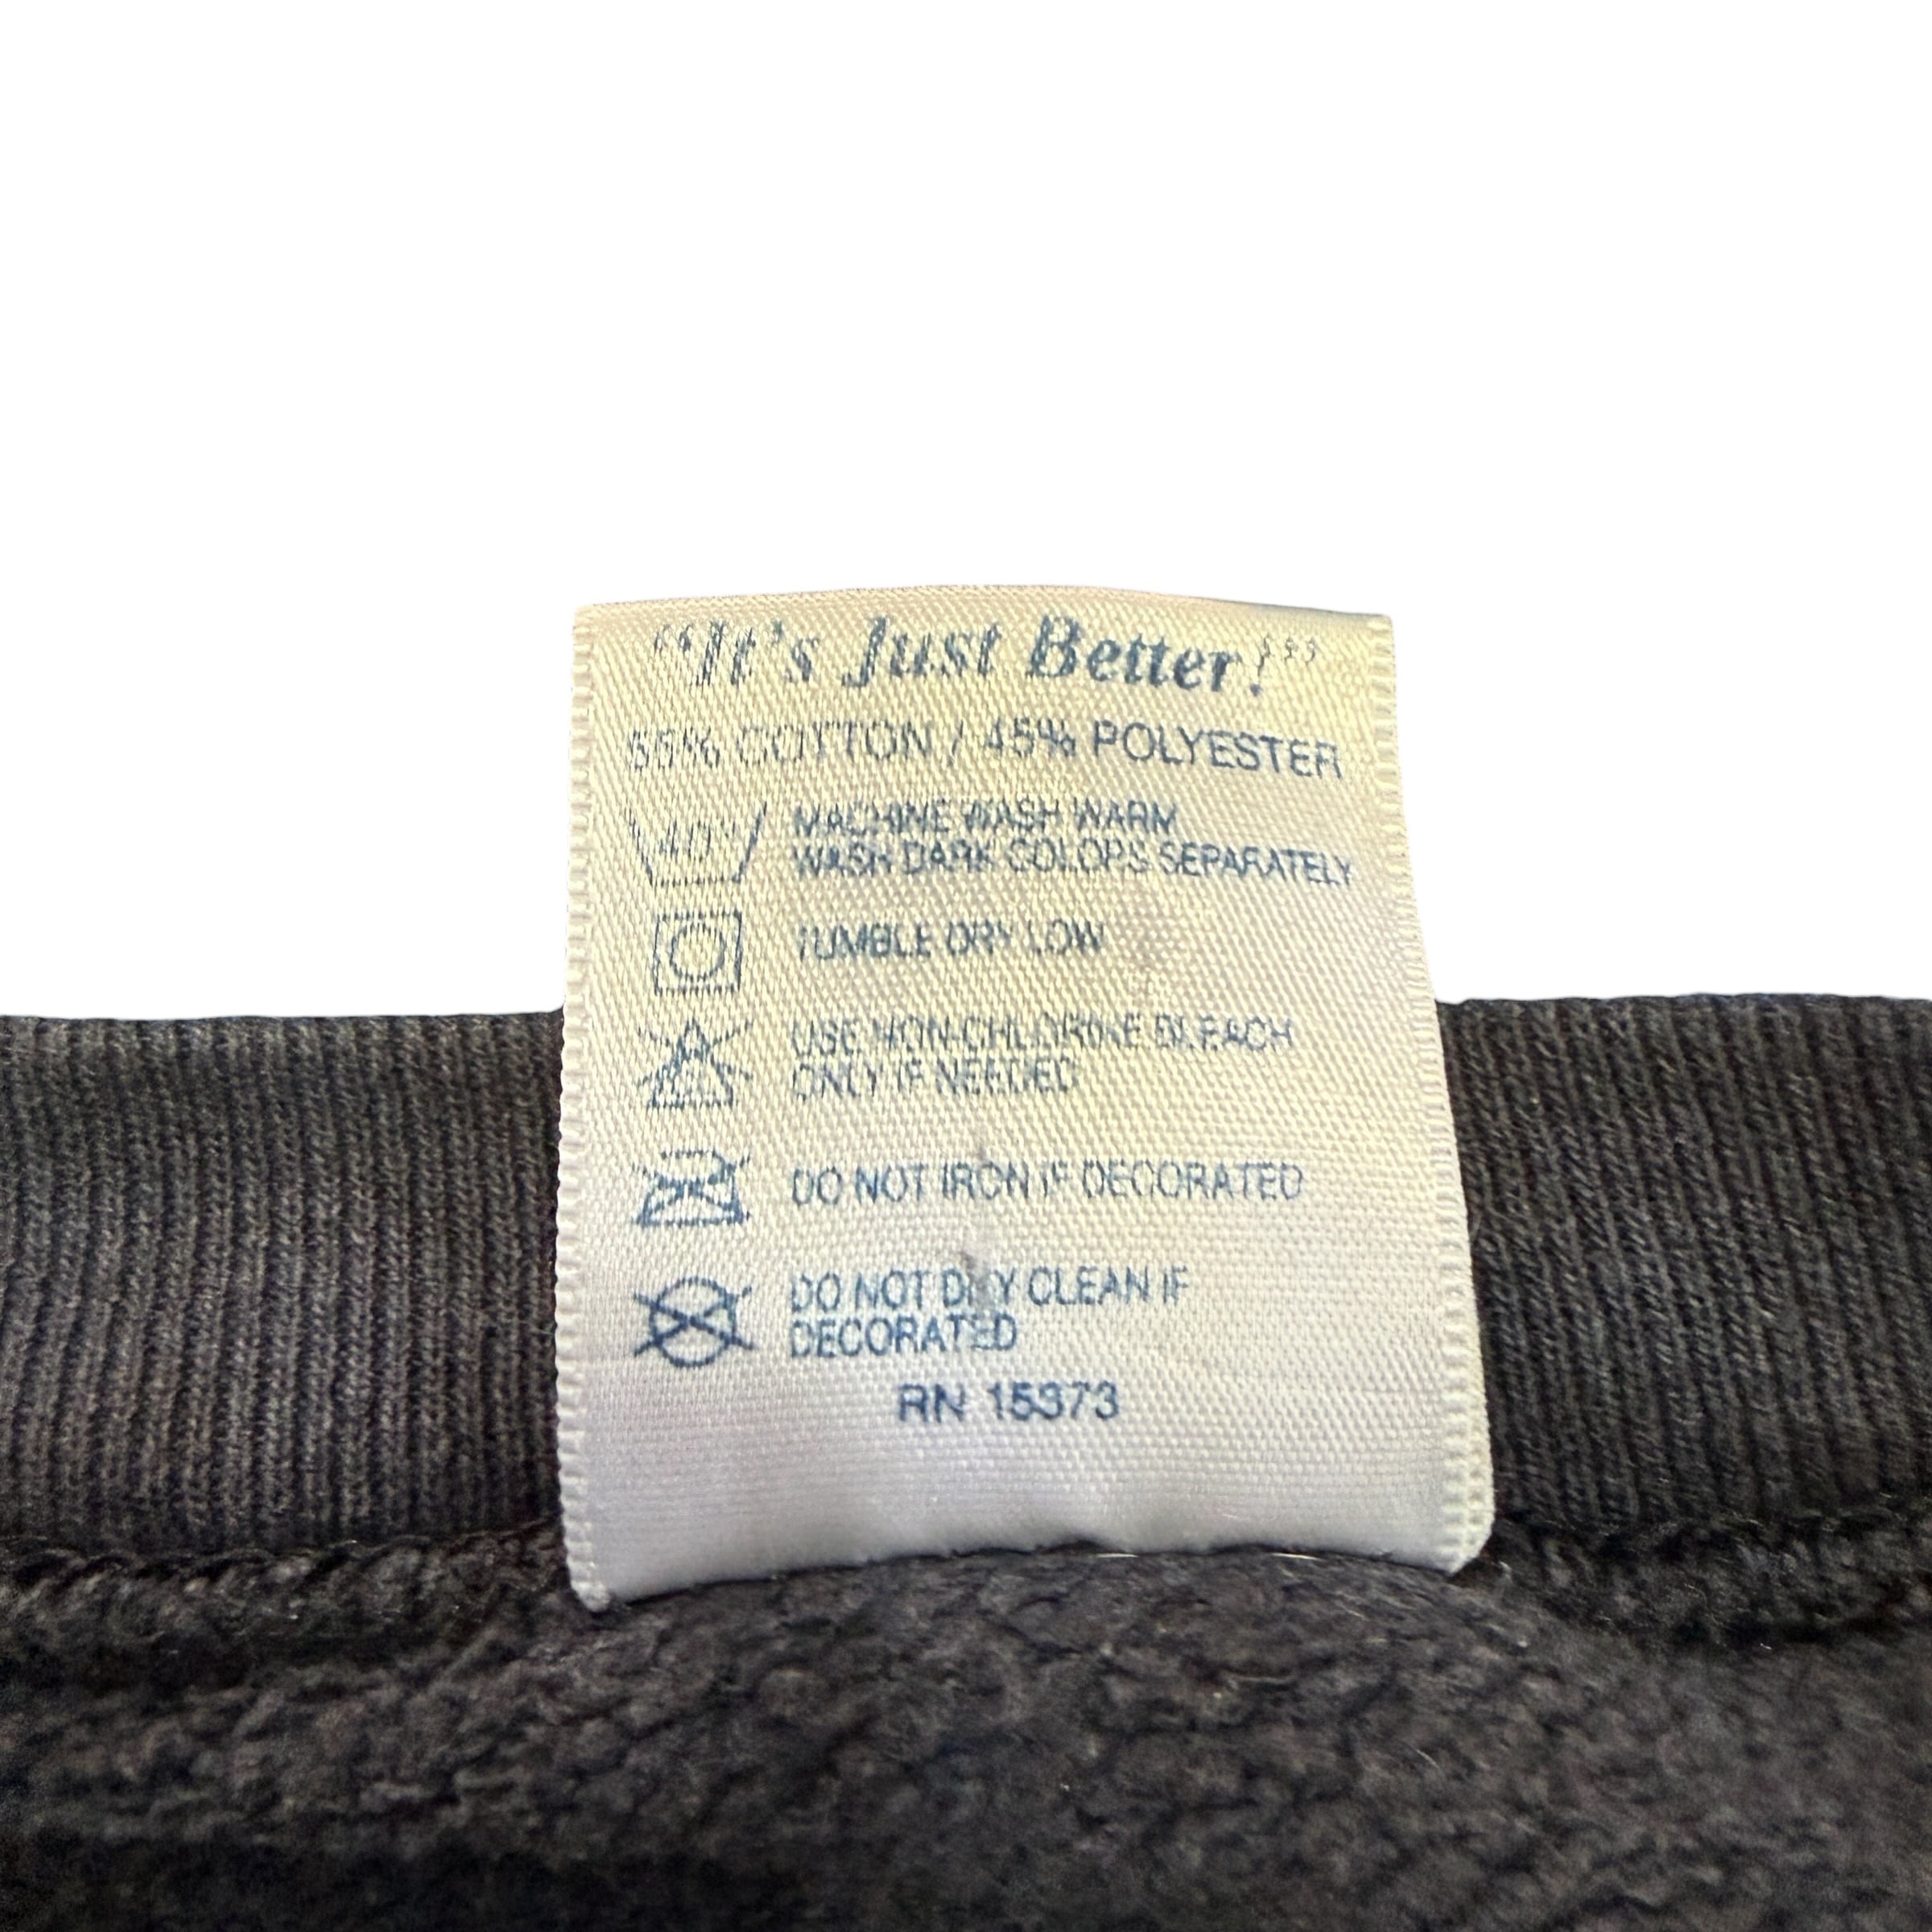 "It's Just Better!"
55% COTTON / 45% POLYESTER
40° MACHINE WASH WARM
WASH DARK COLORS SEPARATELY
TUMBLE DRY LOW
USE NON-CHLORINE BLEACH
ONLY IF NEEDED
DO NOT IRON IF DECORATED
DO NOT DRY CLEAN IF
DECORATED
RN 15373